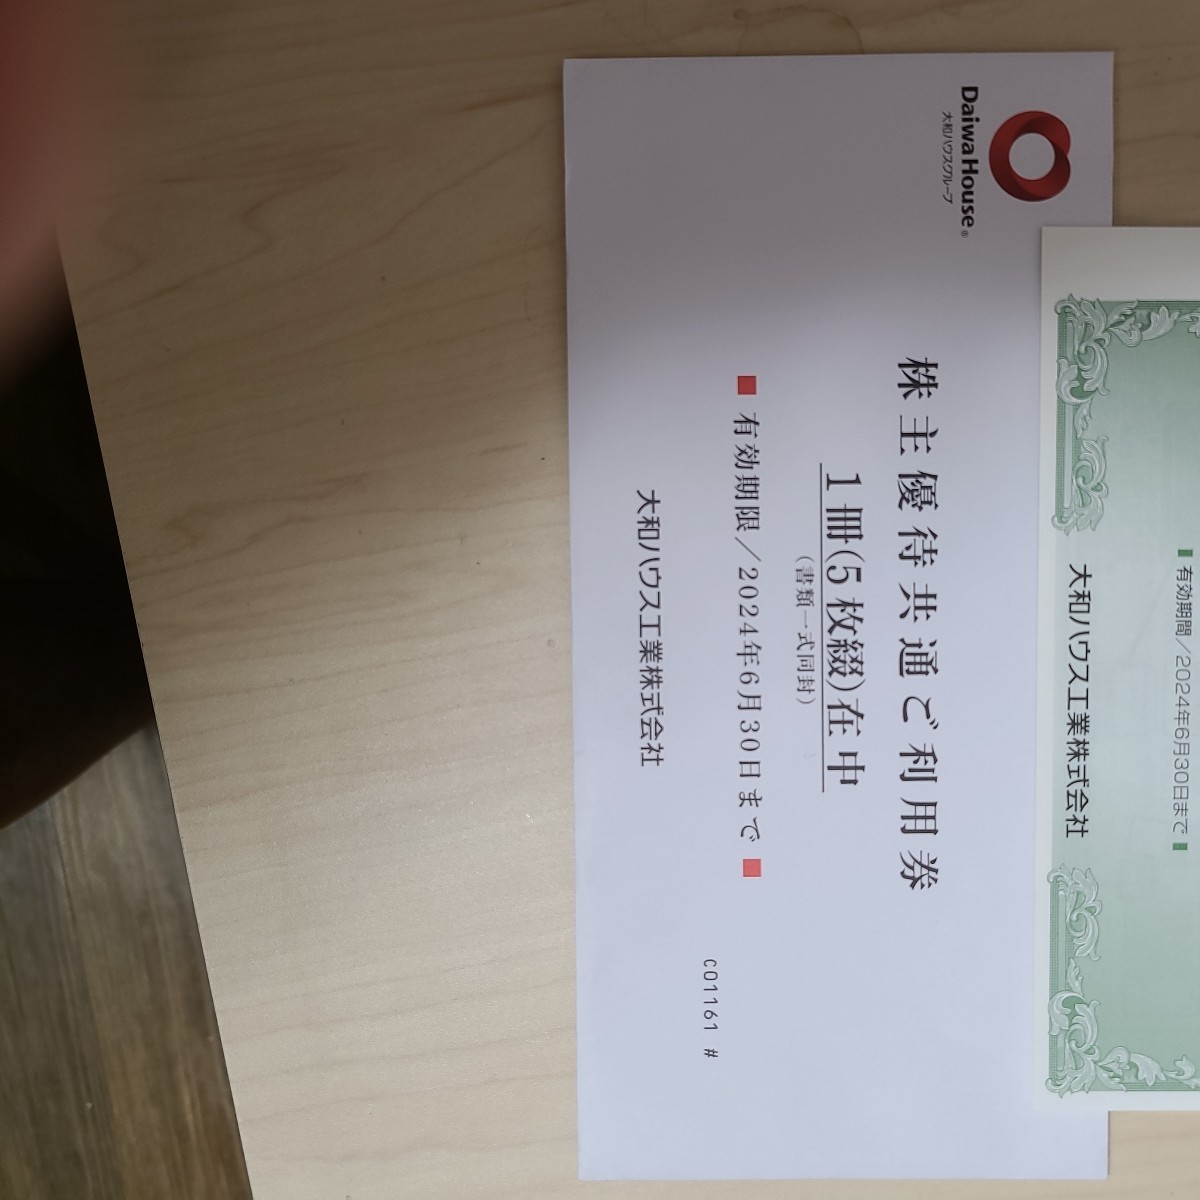 DaiwaHouse®
大和ハウスグループ
株主優待共通ご利用券
1冊(5枚綴)在中
(書類一式同封)
■ 有効期限/2024年6月30日まで ■
大和ハウス工業株式会社
C01161 #
■ 有効期間/2024年6月30日まで ■
大和ハウス工業株式会社